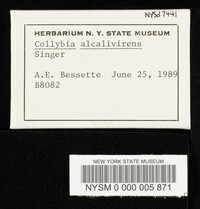 NYSd7441
HERBARIUM N. Y. STATE MUSEUM
Collybia alcalivirens
Singer
A.E. Bessette June 25, 1989
B8082
NEW YORK STATE MUSEUM
NYSM 0 000 005 871